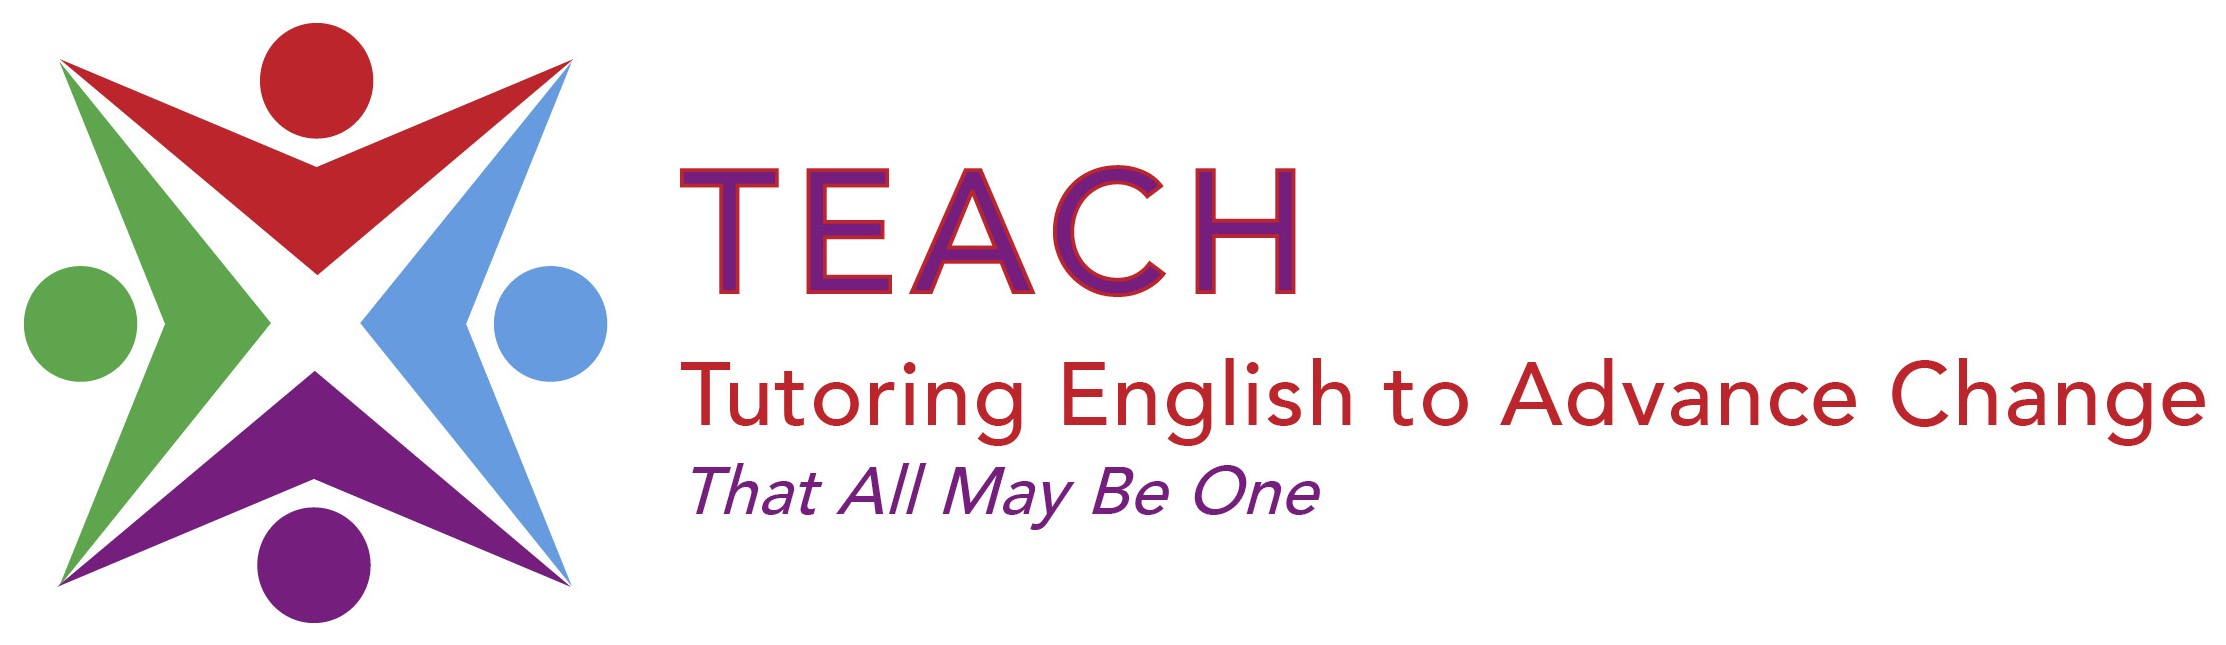 TEACH
Tutoring English to Advance Change
That All May Be One